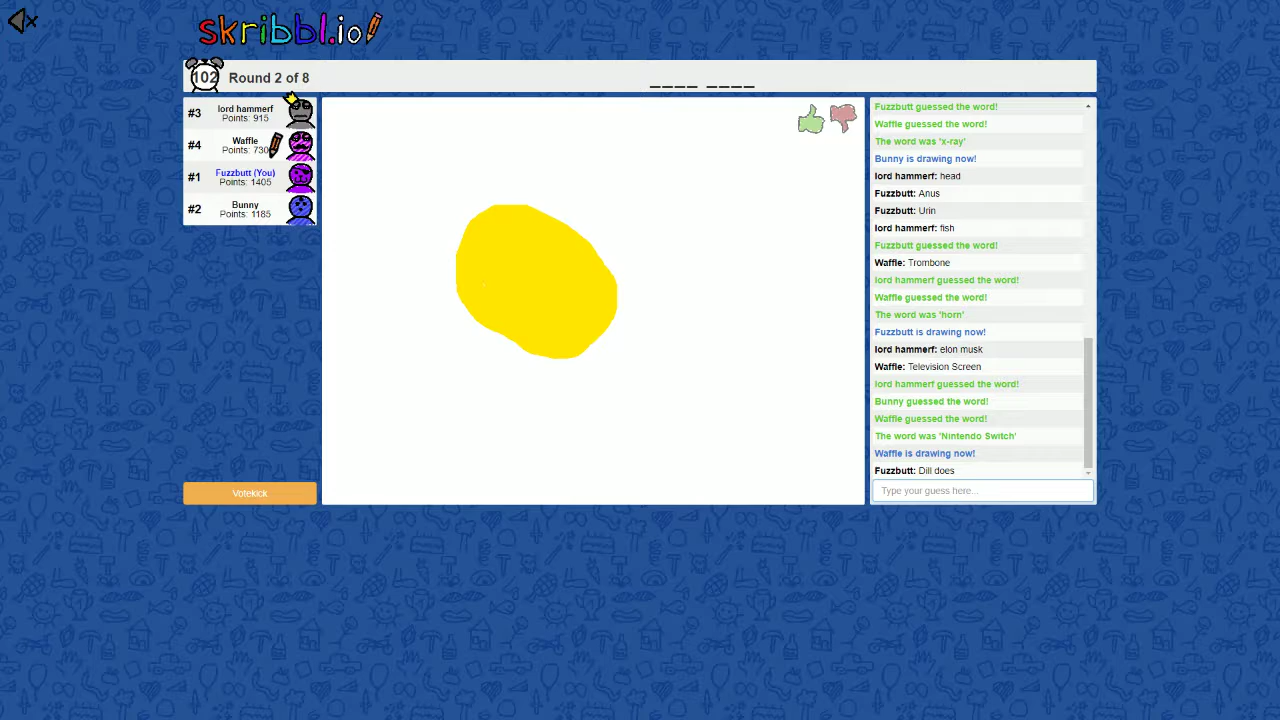 skribbl.io
102
Round 2 of 8
____ ____
#3
lord hammerf
Points: 915
#4
Waffle
Points: 730
#1
Fuzzbutt (You)
Points: 1405
#2
Bunny
Points: 1185
Votekick
Fuzzbutt guessed the word!
Waffle guessed the word!
The word was 'x-ray'
Bunny is drawing now!
lord hammerf: head
Fuzzbutt: Anus
Fuzzbutt: Urin
lord hammerf: fish
Fuzzbutt guessed the word!
Waffle: Trombone
lord hammerf guessed the word!
Waffle guessed the word!
The word was 'horn'
Fuzzbutt is drawing now!
lord hammerf: elon musk
Waffle: Television Screen
lord hammerf guessed the word!
Bunny guessed the word!
Waffle guessed the word!
The word was 'Nintendo Switch'
Waffle is drawing now!
Fuzzbutt: Dill does
Type your guess here...